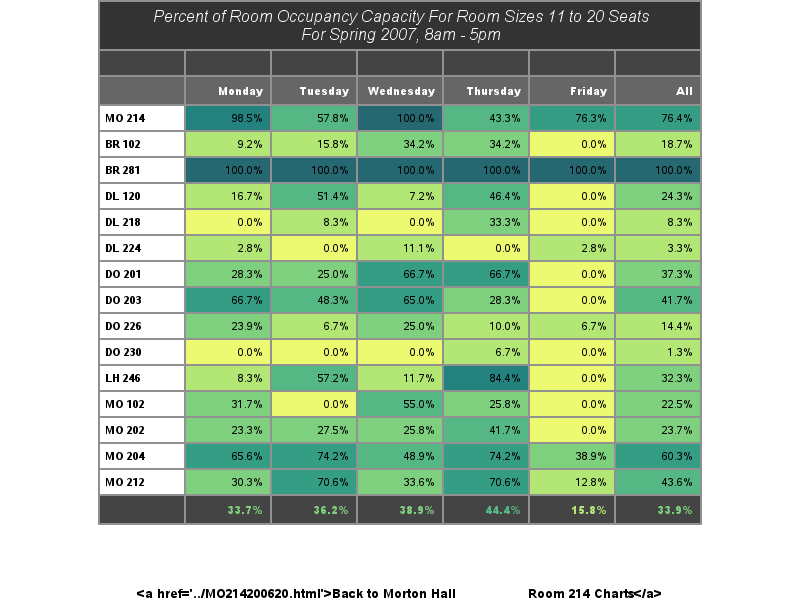 Percent of Room Occupancy Capacity For Room Sizes 11 to 20 Seats
For Spring 2007, 8am - 5pm
Monday Tuesday Wednesday Thursday Friday All
MO 214 98.5% 57.8% 100.0% 43.3% 76.3% 76.4%
BR 102 9.2% 15.8% 34.2% 34.2% 0.0% 18.7%
BR 281 100.0% 100.0% 100.0% 100.0% 100.0% 100.0%
DL 120 16.7% 51.4% 7.2% 46.4% 0.0% 24.3%
DL 218 0.0% 8.3% 0.0% 33.3% 0.0% 8.3%
DL 224 2.8% 0.0% 11.1% 0.0% 2.8% 3.3%
DO 201 28.3% 25.0% 66.7% 66.7% 0.0% 37.3%
DO 203 66.7% 48.3% 65.0% 28.3% 0.0% 41.7%
DO 226 23.9% 6.7% 25.0% 10.0% 6.7% 14.4%
DO 230 0.0% 0.0% 0.0% 6.7% 0.0% 1.3%
LH 246 8.3% 57.2% 11.7% 84.4% 0.0% 32.3%
MO 102 31.7% 0.0% 55.0% 25.8% 0.0% 22.5%
MO 202 23.3% 27.5% 25.8% 41.7% 0.0% 23.7%
MO 204 65.6% 74.2% 48.9% 74.2% 38.9% 60.3%
MO 212 30.3% 70.6% 33.6% 70.6% 12.8% 43.6%
33.7% 36.2% 38.9% 44.4% 15.8% 33.9%
<a href='../MO214200620.html'>Back to Morton Hall Room 214 Charts</a>